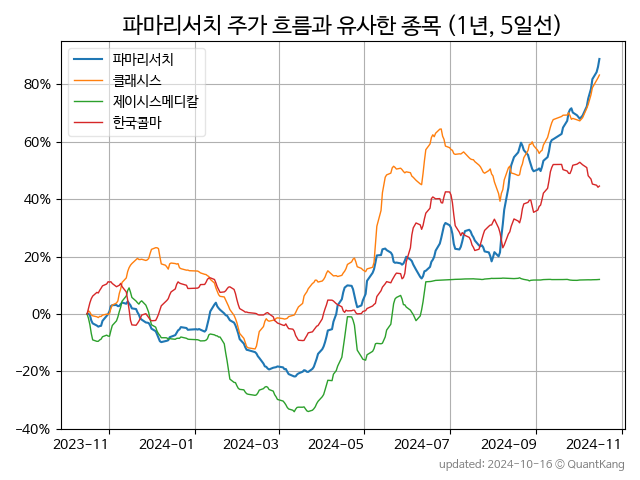 파마리서치 주가 흐름과 유사한 종목 (1년, 5일선)
파마리서치
클래시스
제이시스메디칼
한국콜마
80%
60%
40%
20%
0%
−20%
−40%
2023-11 2024-01 2024-03 2024-05 2024-07 2024-09 2024-11
updated: 2024-10-16 © QuantKang